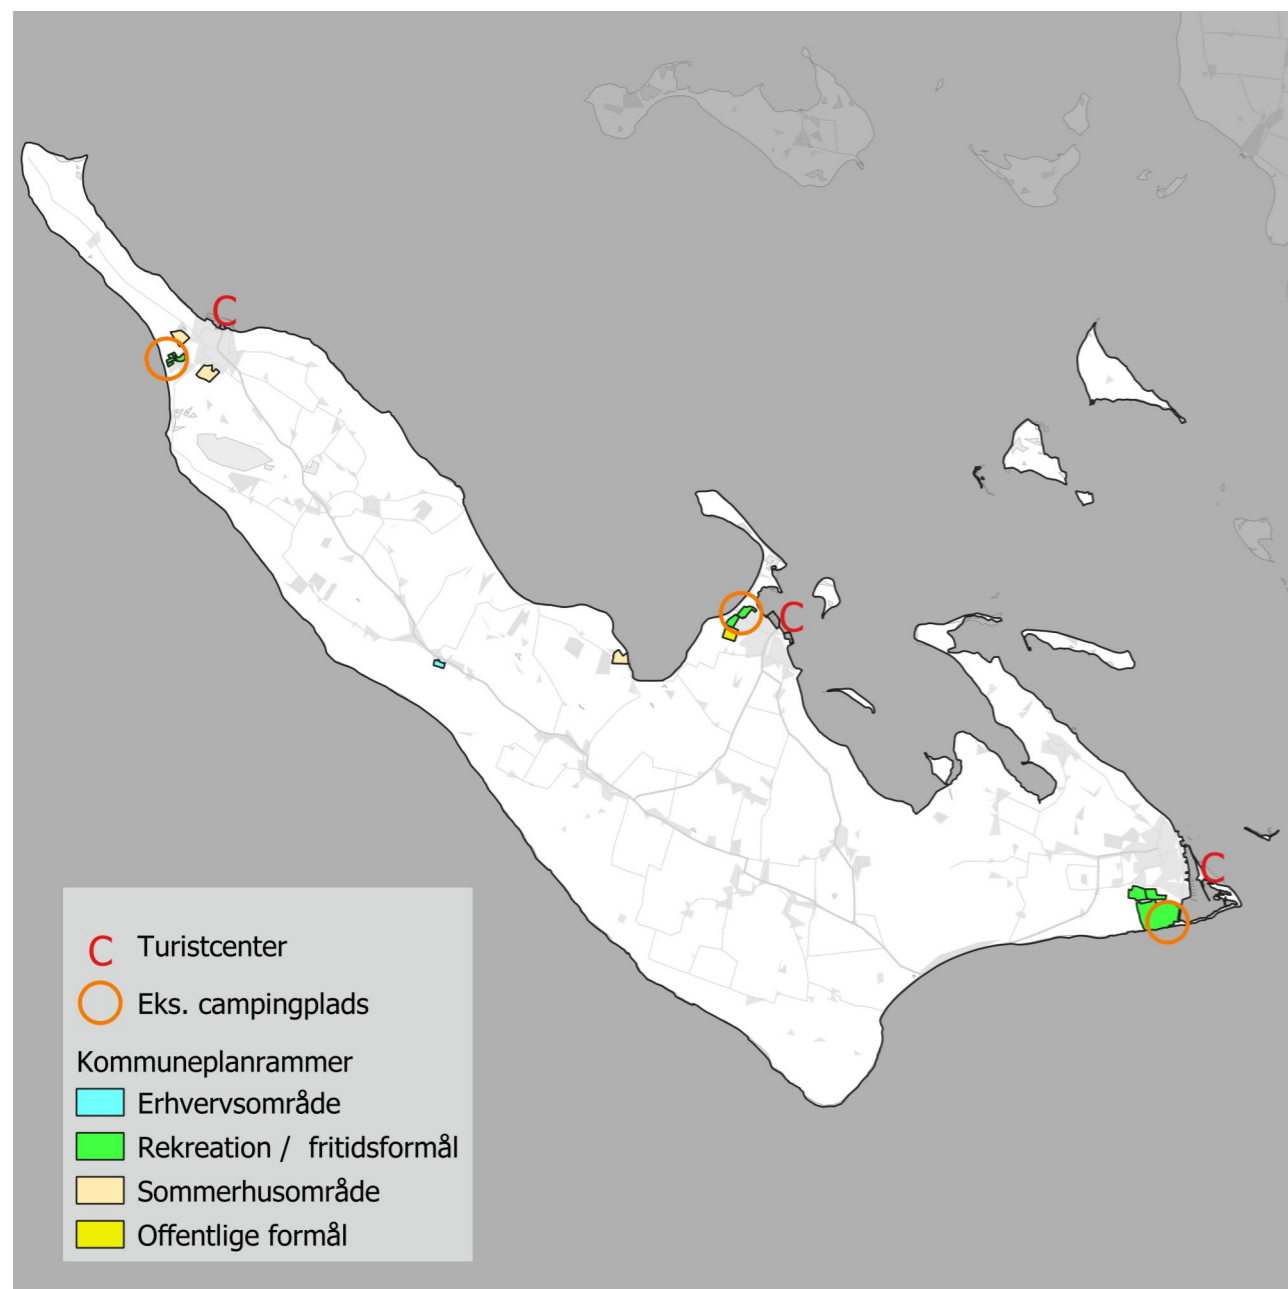 C
C
C
C Turistcenter
Eks. campingplads
Kommuneplanrammer
Erhvervsområde
Rekreation /  fritidsformål
Sommerhusområde
Offentlige formål